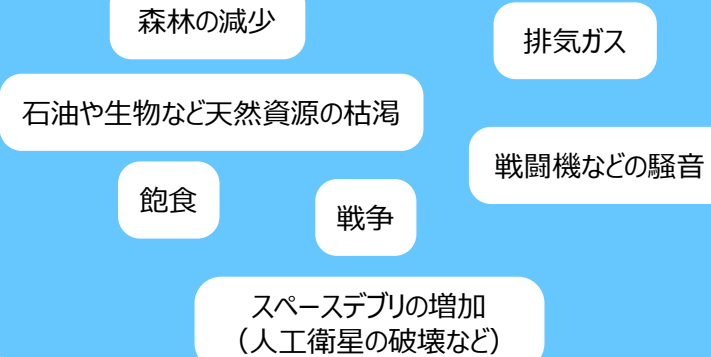 森林の減少
排気ガス
石油や生物など天然資源の枯渇
戦闘機などの騒音
飽食
戦争
スペースデブリの増加
（人工衛星の破壊など）